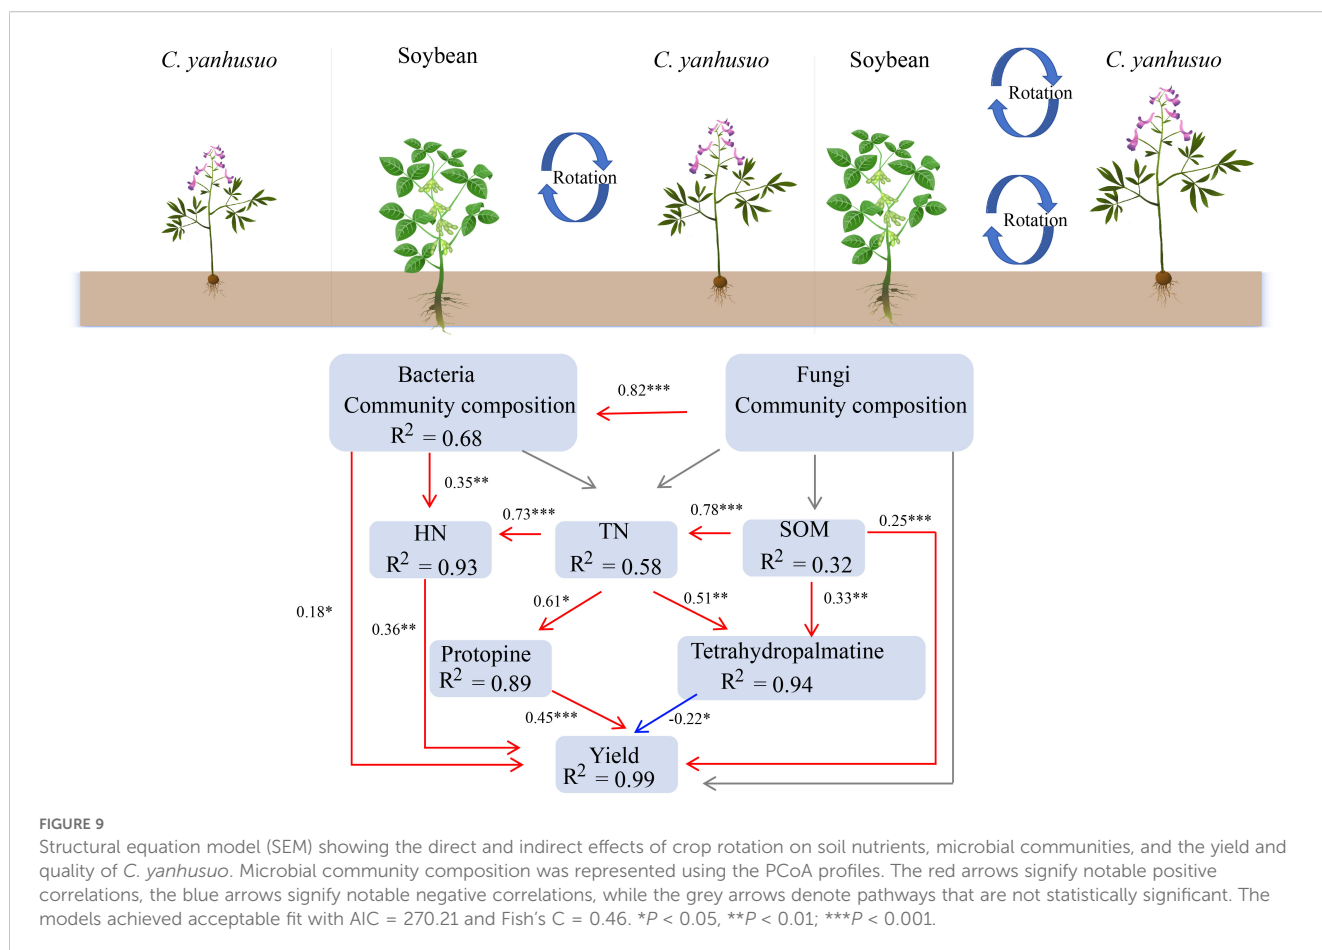 C. yanhusuo
Soybean
C. yanhusuo
Soybean
C. yanhusuo
Rotation
Rotation
Rotation
Bacteria
Community composition
R² = 0.68
0.82***
Fungi
Community composition
0.35**
HN
R² = 0.93
0.73***
TN
R² = 0.58
0.78***
SOM
R² = 0.32
0.25***
0.18*
0.36**
0.61*
0.51**
0.33**
Protopine
R² = 0.89
Tetrahydropalmatine
R² = 0.94
0.45***
-0.22*
Yield
R² = 0.99
FIGURE 9
Structural equation model (SEM) showing the direct and indirect effects of crop rotation on soil nutrients, microbial communities, and the yield and
quality of C. yanhusuo. Microbial community composition was represented using the PCoA profiles. The red arrows signify notable positive
correlations, the blue arrows signify notable negative correlations, while the grey arrows denote pathways that are not statistically significant. The
models achieved acceptable fit with AIC = 270.21 and Fish's C = 0.46. *P < 0.05, **P < 0.01; ***P < 0.001.